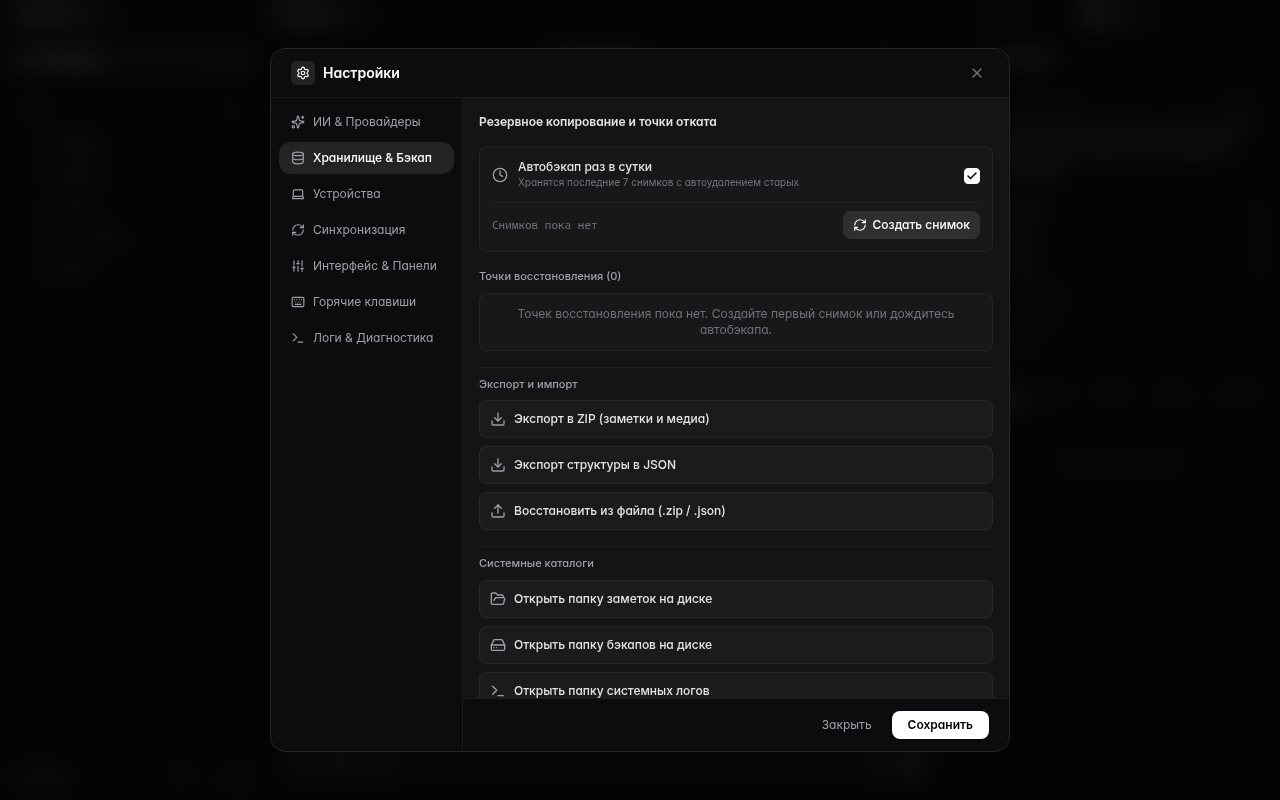 Настройки
ИИ & Провайдеры
Хранилище & Бэкап
Устройства
Синхронизация
Интерфейс & Панели
Горячие клавиши
Логи & Диагностика
Резервное копирование и точки отката
Автобэкап раз в сутки
Хранятся последние 7 снимков с автоудалением старых
Снимков пока нет
Создать снимок
Точки восстановления (0)
Точек восстановления пока нет. Создайте первый снимок или дождитесь
автобэкапа.
Экспорт и импорт
Экспорт в ZIP (заметки и медиа)
Экспорт структуры в JSON
Восстановить из файла (.zip / .json)
Системные каталоги
Открыть папку заметок на диске
Открыть папку бэкапов на диске
Открыть папку системных логов
Закрыть
Сохранить